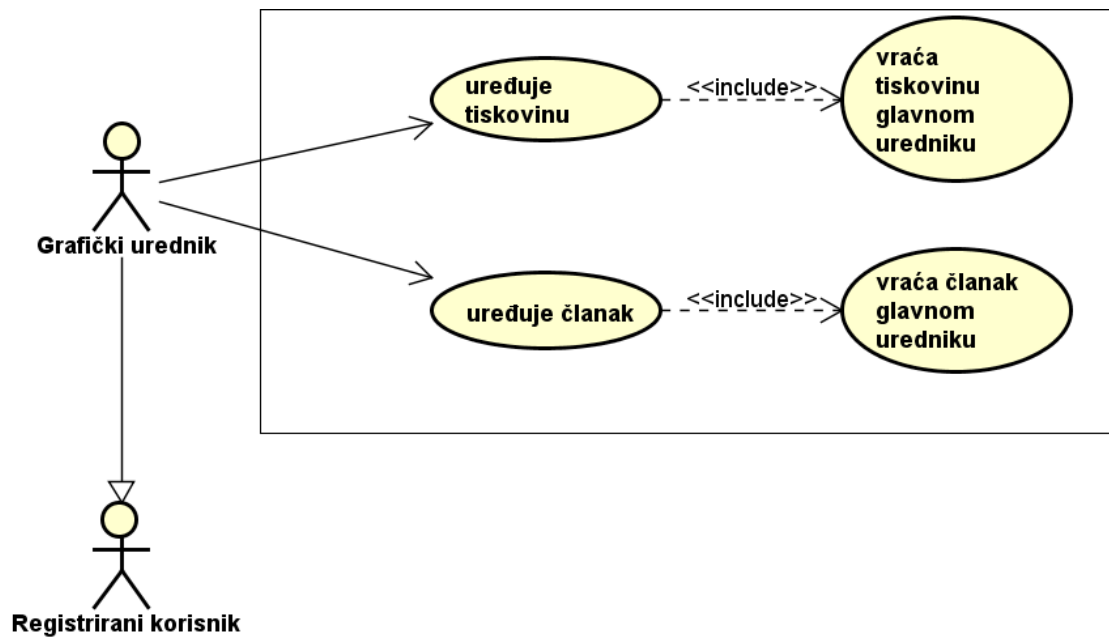 uređuje
tiskovinu
<<include>>
vraća
tiskovinu
glavnom
uredniku
Grafički urednik
uređuje članak
<<include>>
vraća članak
glavnom
uredniku
Registrirani korisnik